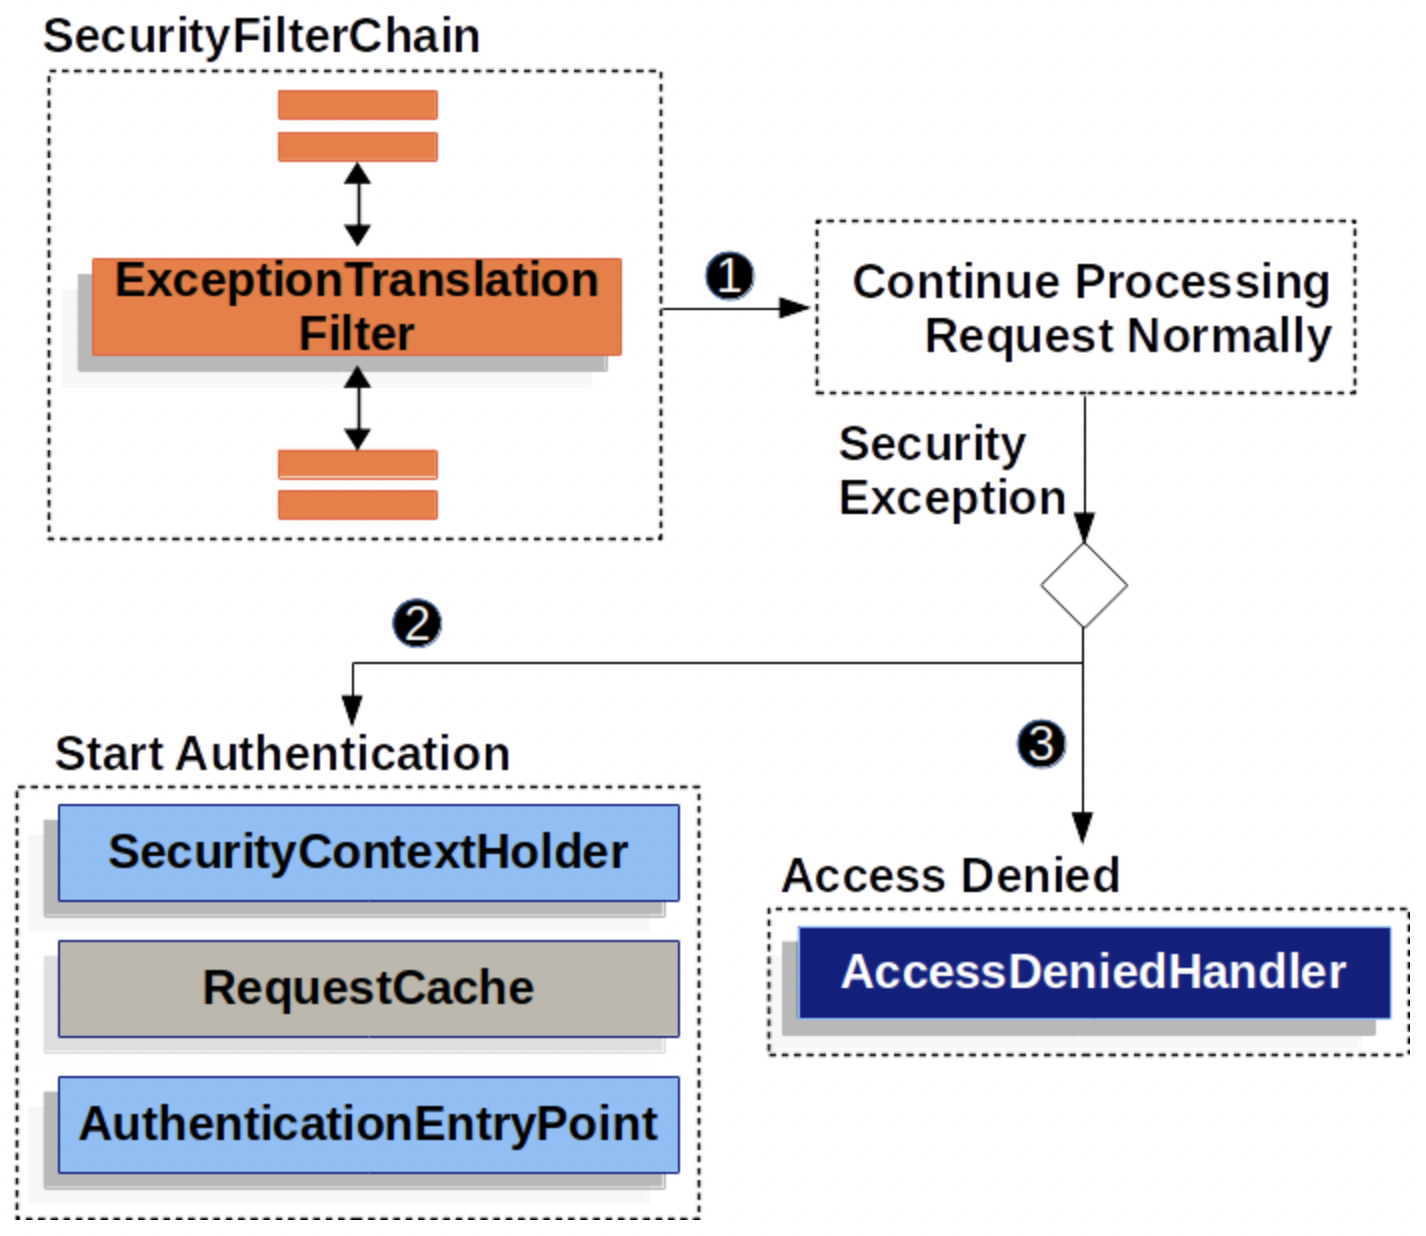 SecurityFilterChain
ExceptionTranslation
Filter
1
Continue Processing
Request Normally
Security
Exception
2
3
Start Authentication
SecurityContextHolder
RequestCache
AuthenticationEntryPoint
Access Denied
AccessDeniedHandler